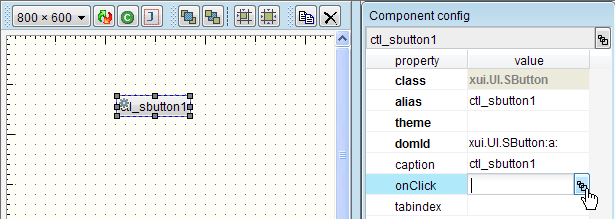 800 × 600
ctl_sbutton1
Component config
ctl_sbutton1
property value
class xui.UI.SButton
alias ctl_sbutton1
theme
domId xui.UI.SButton:a:
caption ctl_sbutton1
onClick
tabindex